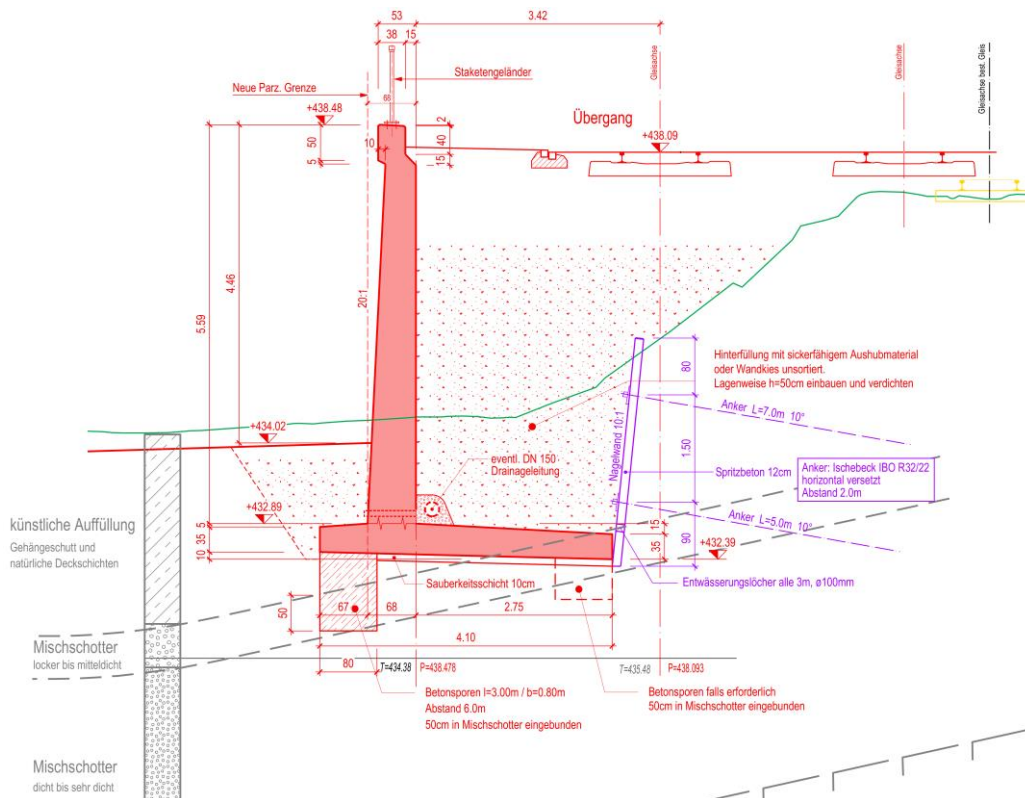 53
3.42
38
15
Staketengeländer
Neue Parz. Grenze
68
Gleisachse
Gleisachse
Gleisachse best. Gleis
+438.48
2
Übergang
+438.09
50
10
40
5
15
4.46
5.59
20:1
80
Hinterfüllung mit sickerfähigem Aushubmaterial
oder Wandkies unsortiert.
Lagenweise h=50cm einbauen und verdichten
Anker L=7.0m 10°
+434.02
eventl. DN 150
Drainageleitung
Nagelwand 10:1
1.50
Spritzbeton 12cm
Anker: Ischebeck IBO R32/22
horizontal versetzt
Abstand 2.0m
+432.89
Anker L=5.0m 10°
künstliche Auffüllung
Gehängeschutt und
natürliche Deckschichten
5
35
10
15
35
90
+432.39
Sauberkeitsschicht 10cm
Entwässerungslöcher alle 3m, ø100mm
50
67
68
2.75
4.10
Mischschotter
locker bis mitteldicht
80
T=434.38
P=438.478
T=435.48
P=438.093
Betonsporen l=3.00m / b=0.80m
Abstand 6.0m
50cm in Mischschotter eingebunden
Betonsporen falls erforderlich
50cm in Mischschotter eingebunden
Mischschotter
dicht bis sehr dicht